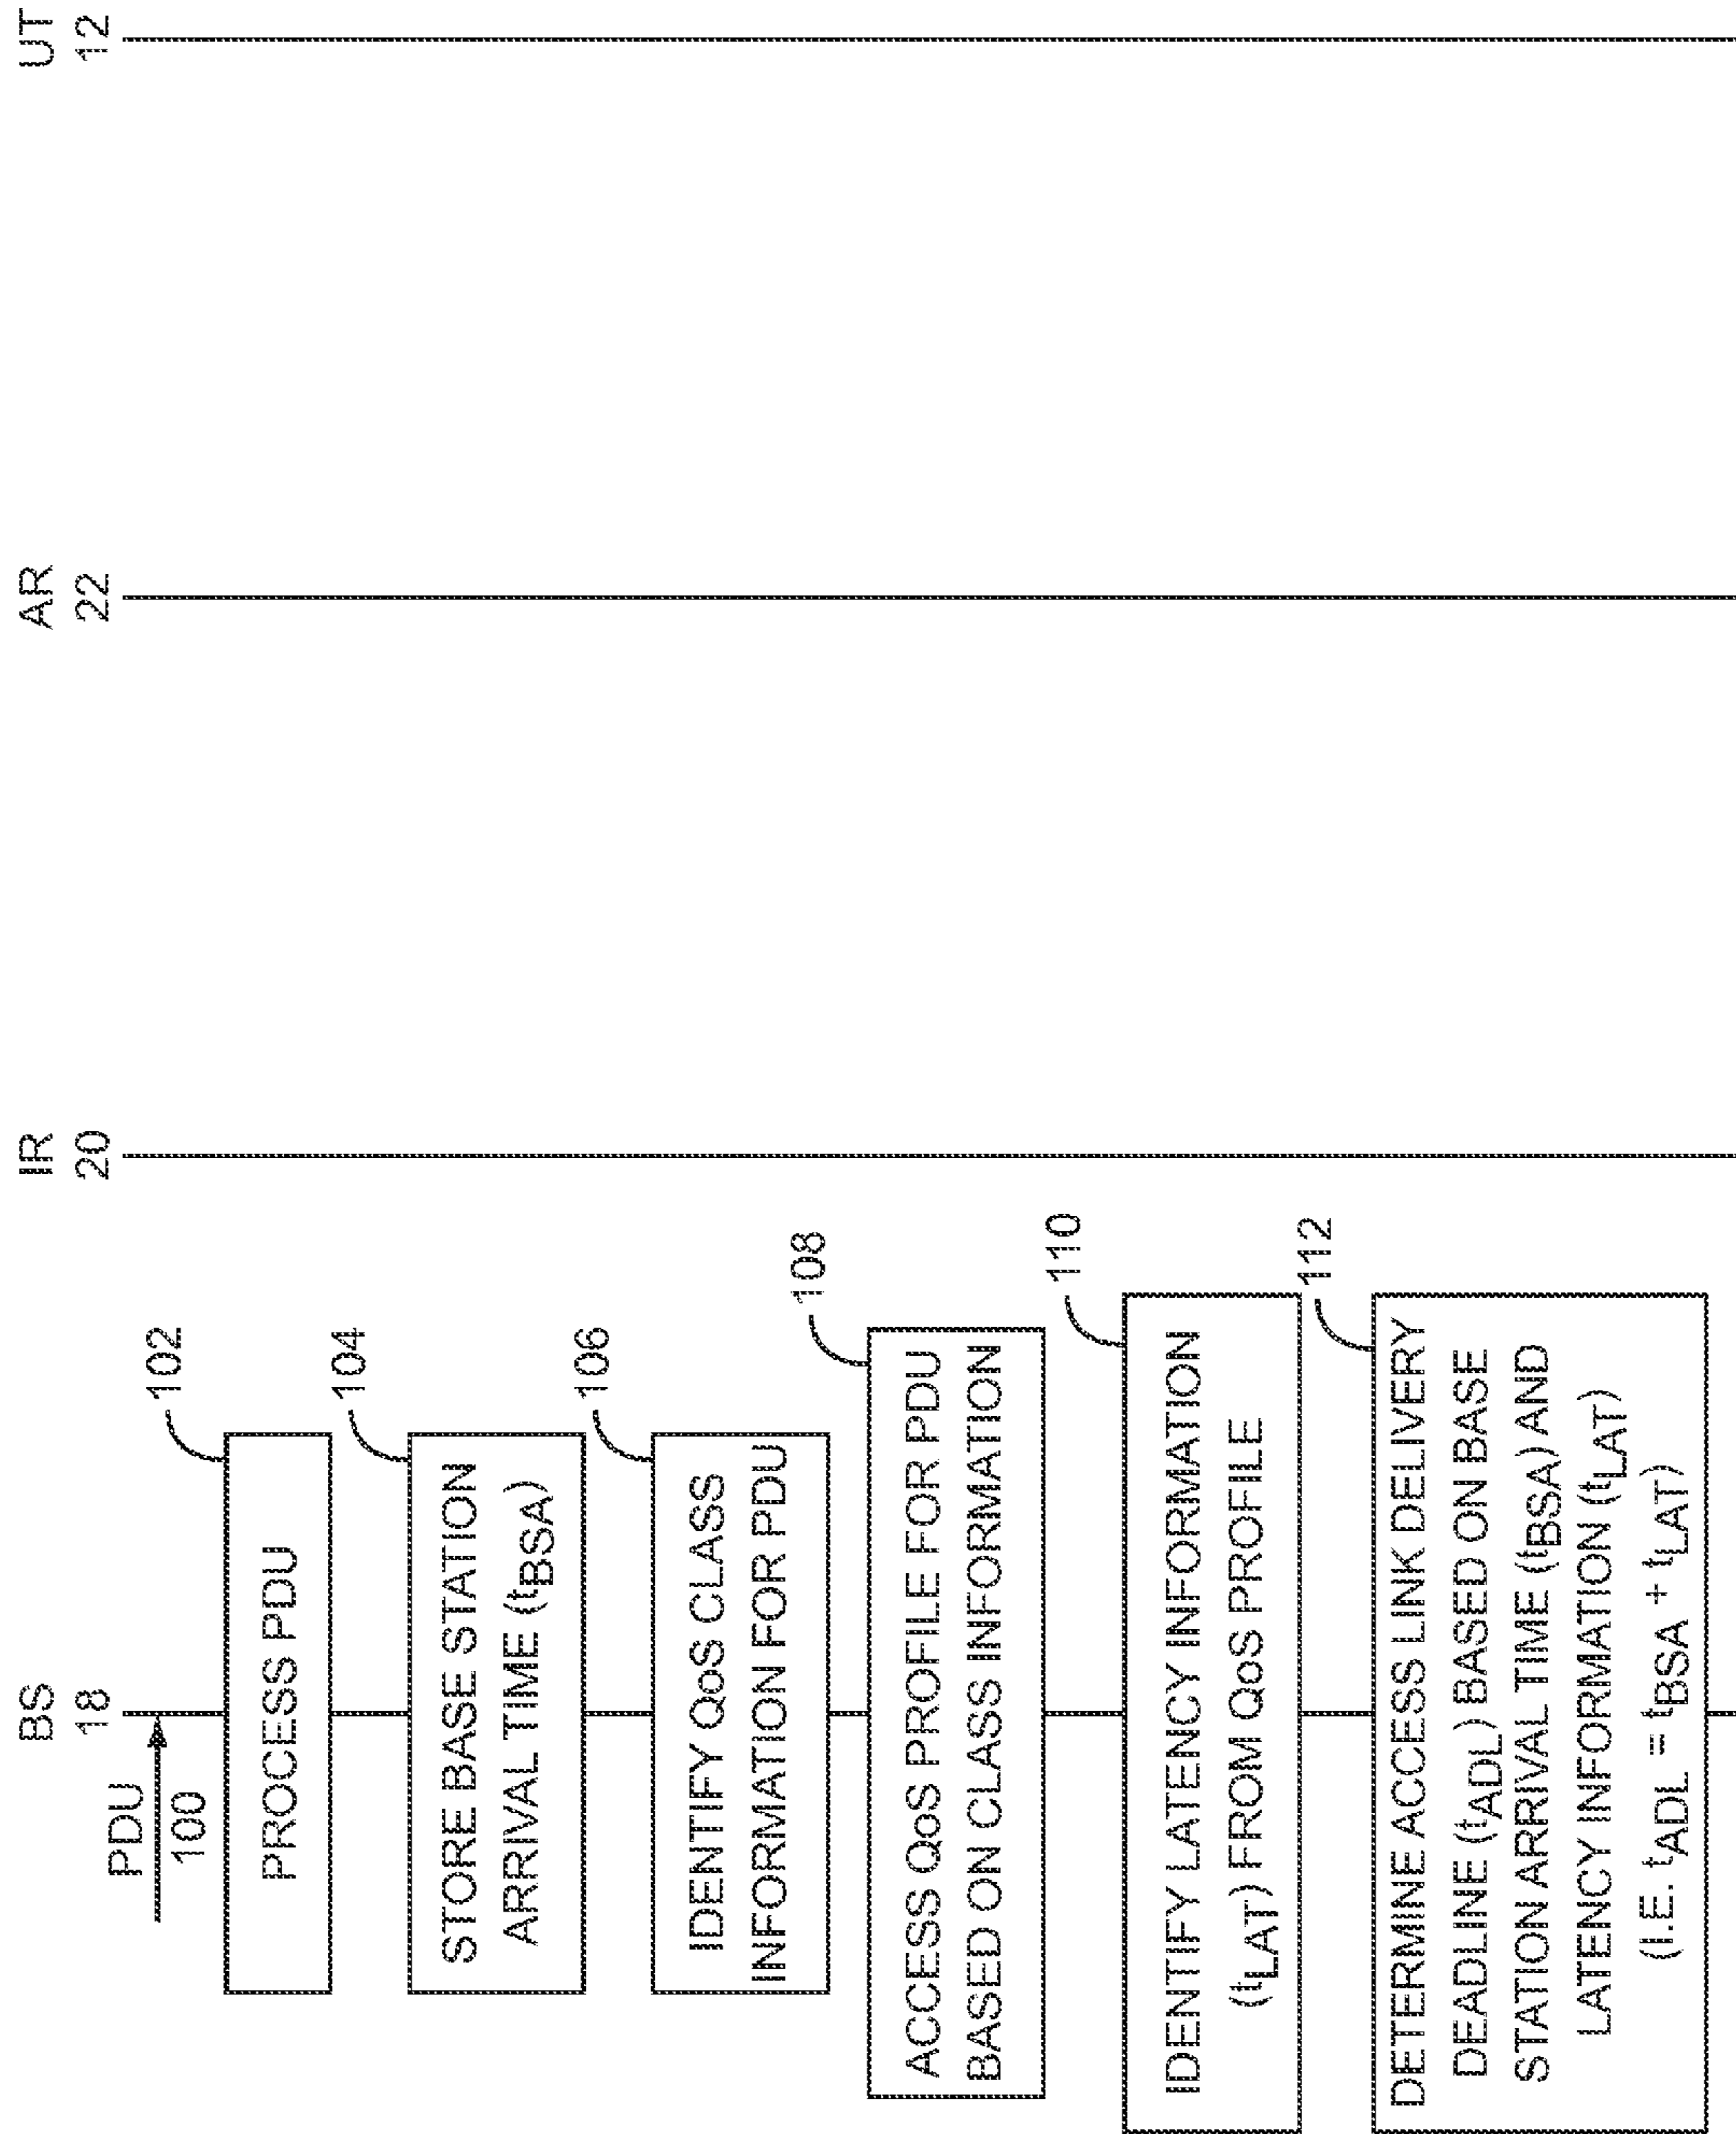 BS
18
IR
20
AR
22
UT
12
PDU
100
PROCESS PDU
102
STORE BASE STATION
ARRIVAL TIME (tBSA)
104
IDENTIFY QoS CLASS
INFORMATION FOR PDU
106
ACCESS QoS PROFILE FOR PDU
BASED ON CLASS INFORMATION
108
IDENTIFY LATENCY INFORMATION
(tLAT) FROM QoS PROFILE
110
DETERMINE ACCESS LINK DELIVERY
DEADLINE (tADL) BASED ON BASE
STATION ARRIVAL TIME (tBSA) AND
LATENCY INFORMATION (tLAT)
(I.E. tADL = tBSA + tLAT)
112